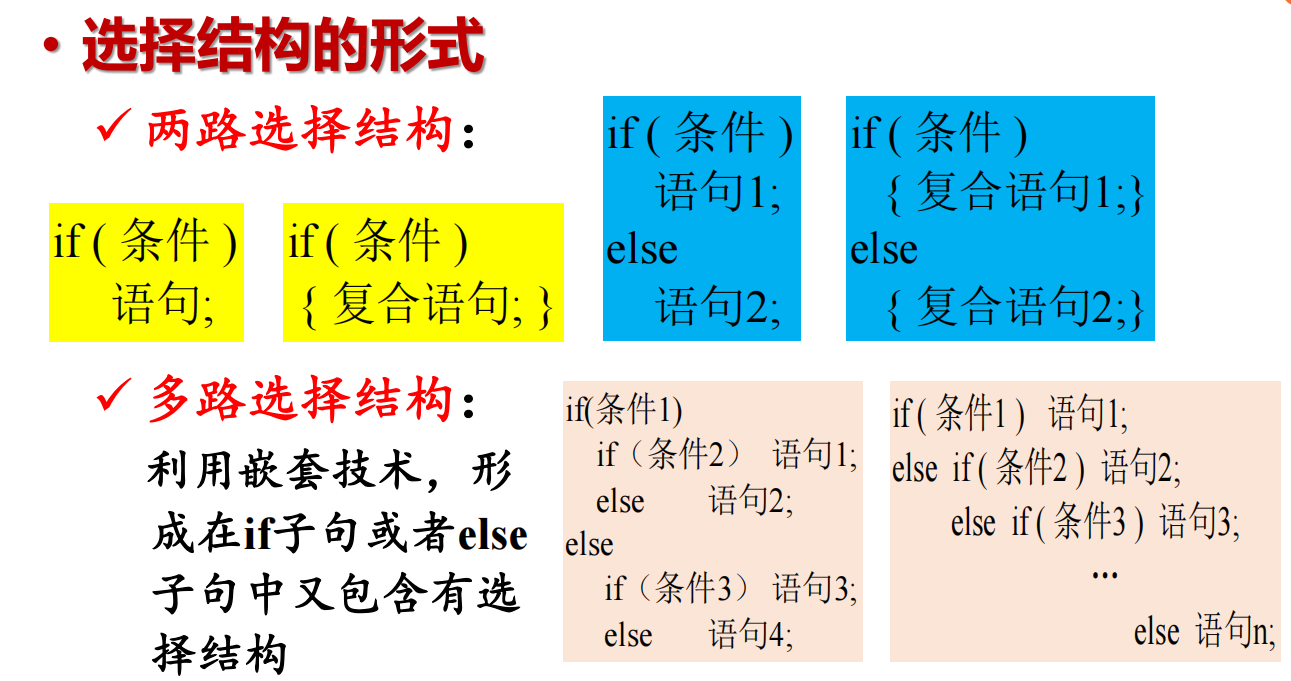 • 选择结构的形式
✓ 两路选择结构：
if ( 条件 )
语句;
if ( 条件 )
{ 复合语句; }
if ( 条件 )
语句1;
else
语句2;
if ( 条件 )
{ 复合语句1;}
else
{ 复合语句2;}
✓ 多路选择结构：
利用嵌套技术，形
成在if子句或者else
子句中又包含有选
择结构
if(条件1)
if（条件2） 语句1;
else 语句2;
else
if（条件3） 语句3;
else 语句4;
if ( 条件1 ) 语句1;
else if ( 条件2 ) 语句2;
else if ( 条件3 ) 语句3;
…
else 语句n;